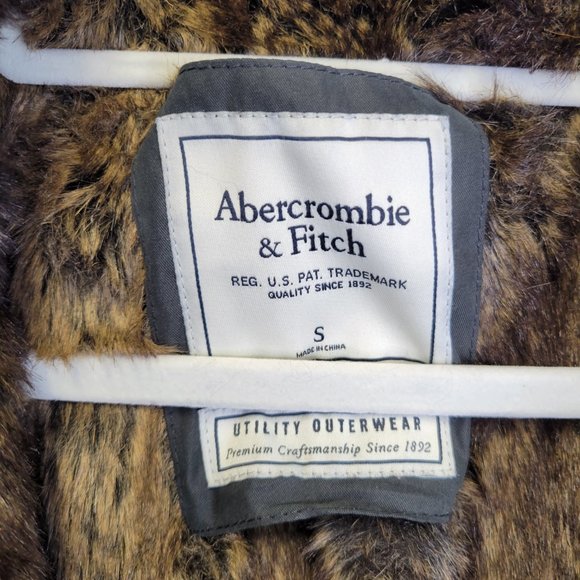 Abercrombie
& Fitch
REG. U.S. PAT. TRADEMARK
QUALITY SINCE 1892
S
MADE IN CHINA
UTILITY OUTERWEAR
Premium Craftsmanship Since 1892